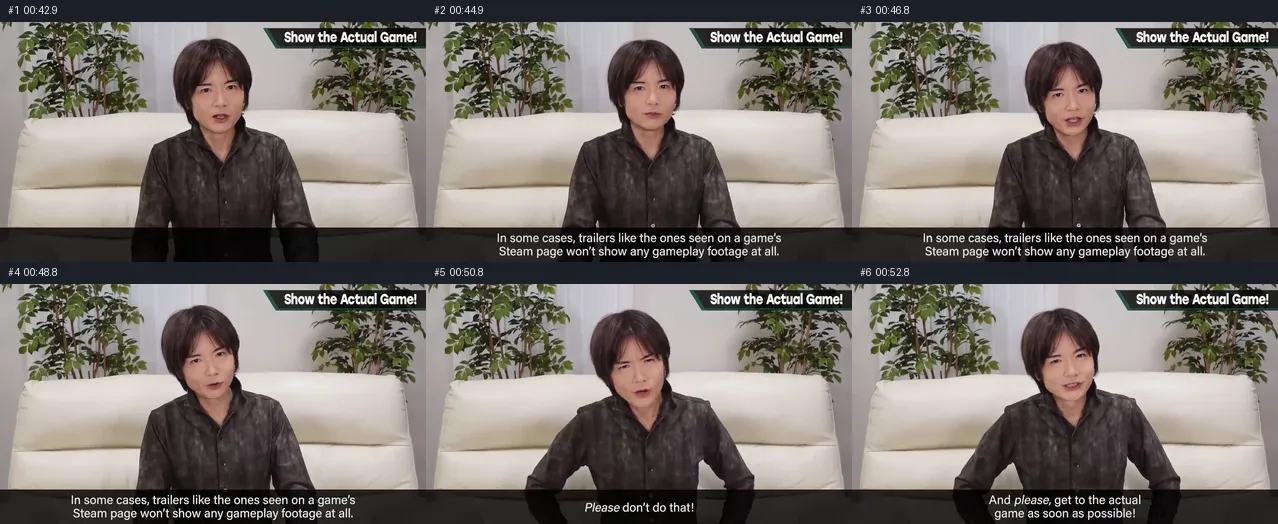 #1 00:42.9
Show the Actual Game!
#2 00:44.9
Show the Actual Game!
In some cases, trailers like the ones seen on a game's
Steam page won't show any gameplay footage at all.
#3 00:46.8
Show the Actual Game!
In some cases, trailers like the ones seen on a game's
Steam page won't show any gameplay footage at all.
#4 00:48.8
Show the Actual Game!
In some cases, trailers like the ones seen on a game's
Steam page won't show any gameplay footage at all.
#5 00:50.8
Show the Actual Game!
Please don't do that!
#6 00:52.8
Show the Actual Game!
And please, get to the actual
game as soon as possible!